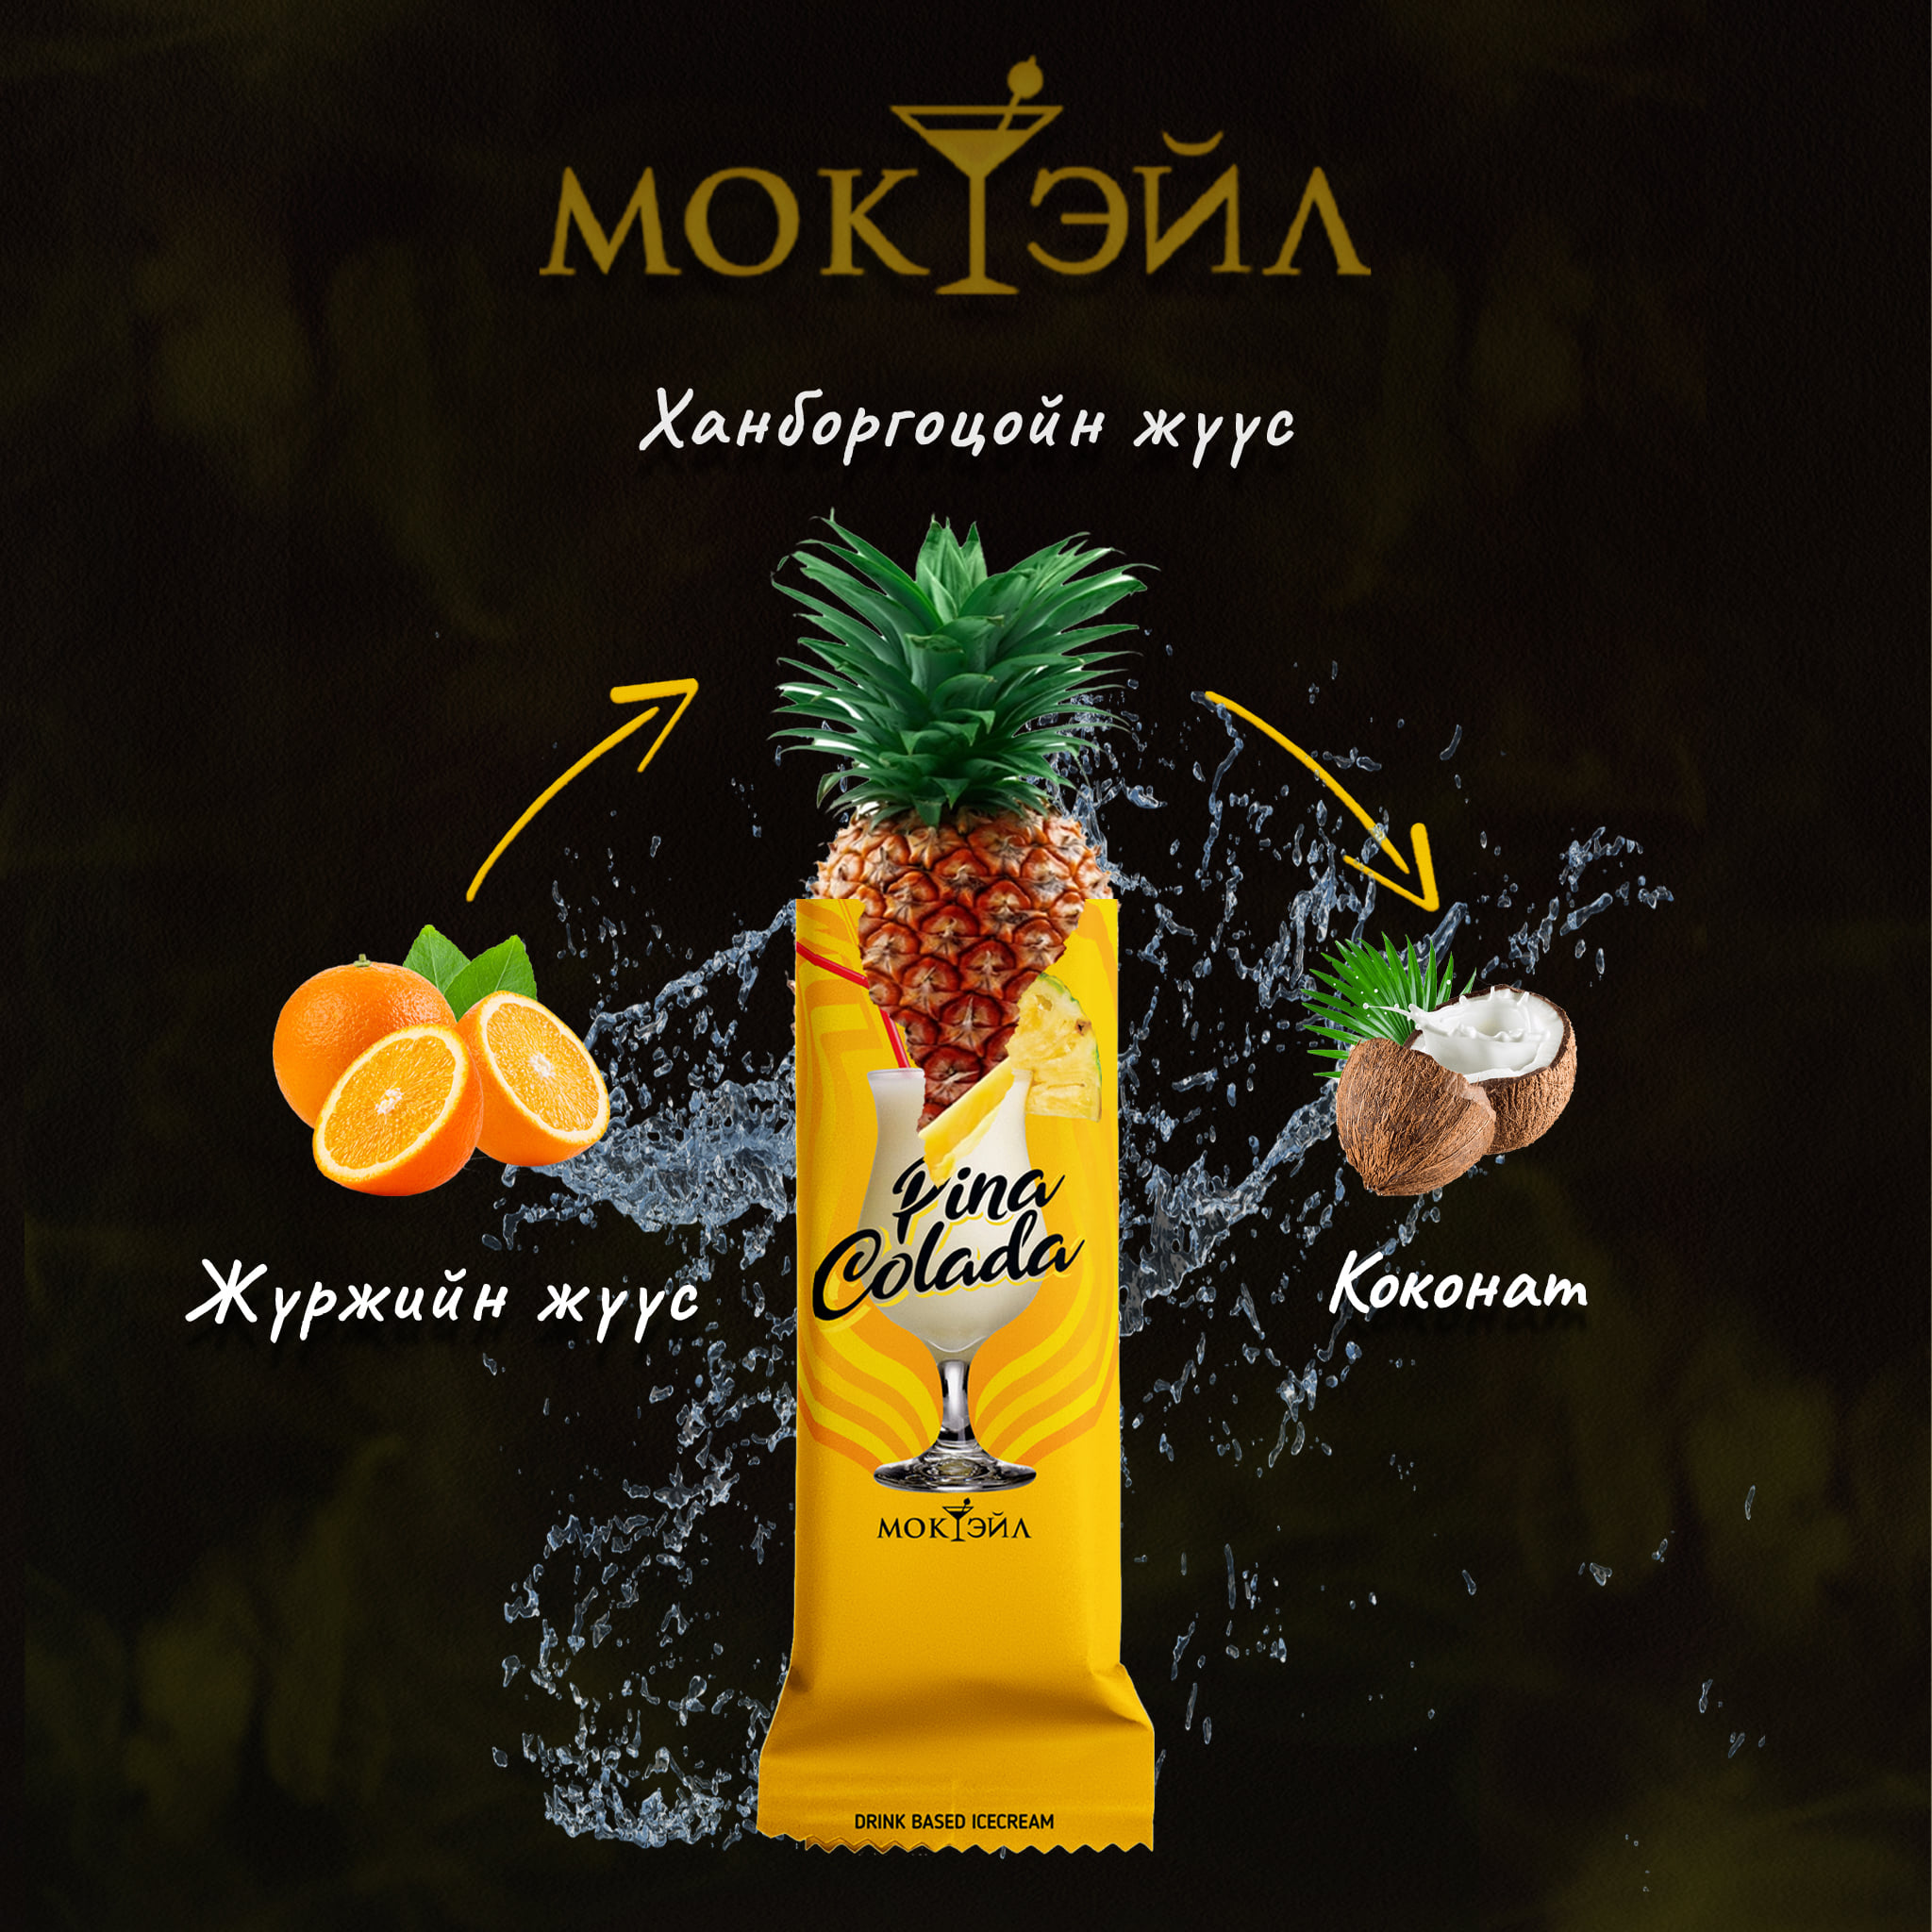 МОКТЭЙЛ
Ханборгоцойн жүүс
Жүржийн жүүс
Коконат
Pina
Colada
МОКТЭЙЛ
DRINK BASED ICECREAM